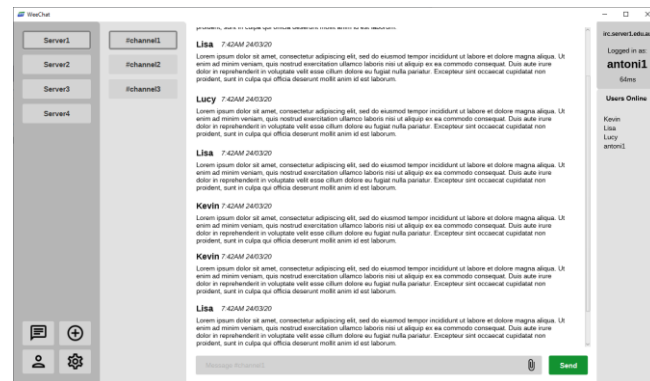 WeeChat
Server1
Server2
Server3
Server4
#channel1
#channel2
#channel3
proident, sunt in culpa qui officia deserunt mollit anim id est laborum.
Lisa 7:42AM 24/03/20
Lorem ipsum dolor sit amet, consectetur adipiscing elit, sed do eiusmod tempor incididunt ut labore et dolore magna aliqua. Ut
enim ad minim veniam, quis nostrud exercitation ullamco laboris nisi ut aliquip ex ea commodo consequat. Duis aute irure
dolor in reprehenderit in voluptate velit esse cillum dolore eu fugiat nulla pariatur. Excepteur sint occaecat cupidatat non
proident, sunt in culpa qui officia deserunt mollit anim id est laborum.
Lucy 7:42AM 24/03/20
Lorem ipsum dolor sit amet, consectetur adipiscing elit, sed do eiusmod tempor incididunt ut labore et dolore magna aliqua. Ut
enim ad minim veniam, quis nostrud exercitation ullamco laboris nisi ut aliquip ex ea commodo consequat. Duis aute irure
dolor in reprehenderit in voluptate velit esse cillum dolore eu fugiat nulla pariatur. Excepteur sint occaecat cupidatat non
proident, sunt in culpa qui officia deserunt mollit anim id est laborum.
Lisa 7:42AM 24/03/20
Lorem ipsum dolor sit amet, consectetur adipiscing elit, sed do eiusmod tempor incididunt ut labore et dolore magna aliqua. Ut
enim ad minim veniam, quis nostrud exercitation ullamco laboris nisi ut aliquip ex ea commodo consequat. Duis aute irure
dolor in reprehenderit in voluptate velit esse cillum dolore eu fugiat nulla pariatur. Excepteur sint occaecat cupidatat non
proident, sunt in culpa qui officia deserunt mollit anim id est laborum.
Kevin 7:42AM 24/03/20
Lorem ipsum dolor sit amet, consectetur adipiscing elit, sed do eiusmod tempor incididunt ut labore et dolore magna aliqua. Ut
enim ad minim veniam, quis nostrud exercitation ullamco laboris nisi ut aliquip ex ea commodo consequat. Duis aute irure
dolor in reprehenderit in voluptate velit esse cillum dolore eu fugiat nulla pariatur. Excepteur sint occaecat cupidatat non
proident, sunt in culpa qui officia deserunt mollit anim id est laborum.
Kevin 7:42AM 24/03/20
Lorem ipsum dolor sit amet, consectetur adipiscing elit, sed do eiusmod tempor incididunt ut labore et dolore magna aliqua. Ut
enim ad minim veniam, quis nostrud exercitation ullamco laboris nisi ut aliquip ex ea commodo consequat. Duis aute irure
dolor in reprehenderit in voluptate velit esse cillum dolore eu fugiat nulla pariatur. Excepteur sint occaecat cupidatat non
proident, sunt in culpa qui officia deserunt mollit anim id est laborum.
Lisa 7:42AM 24/03/20
Lorem ipsum dolor sit amet, consectetur adipiscing elit, sed do eiusmod tempor incididunt ut labore et dolore magna aliqua. Ut
enim ad minim veniam, quis nostrud exercitation ullamco laboris nisi ut aliquip ex ea commodo consequat. Duis aute irure
dolor in reprehenderit in voluptate velit esse cillum dolore eu fugiat nulla pariatur. Excepteur sint occaecat cupidatat non
proident, sunt in culpa qui officia deserunt mollit anim id est laborum.
Message #channel1
Send
irc.server1.edu.au
Logged in as:
antoni1
64ms
Users Online
Kevin
Lisa
Lucy
antoni1